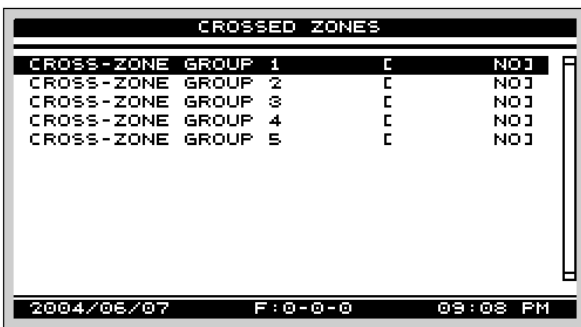 CROSSED ZONES
CROSS-ZONE GROUP 1 [ NO]
CROSS-ZONE GROUP 2 [ NO]
CROSS-ZONE GROUP 3 [ NO]
CROSS-ZONE GROUP 4 [ NO]
CROSS-ZONE GROUP 5 [ NO]
2004/06/07 F:0-0-0 09:08 PM